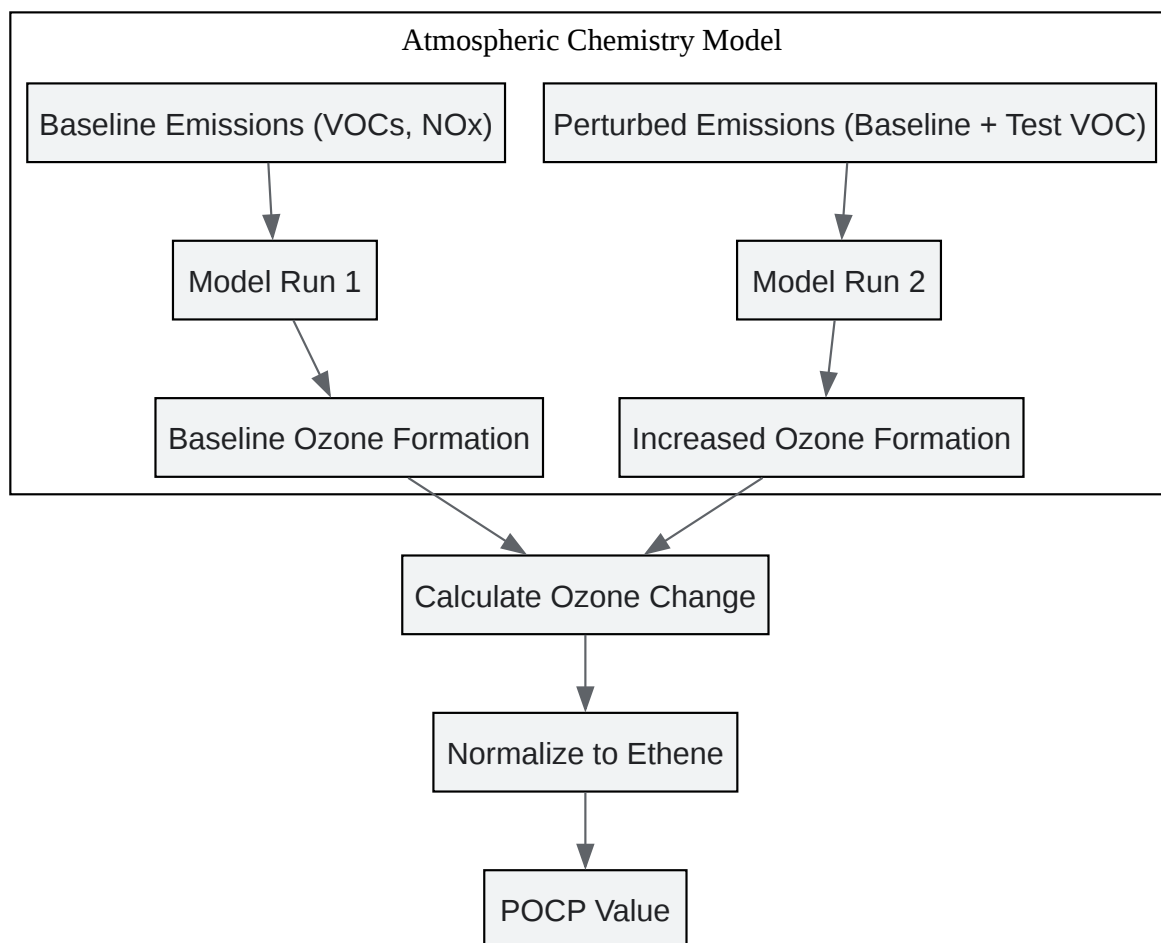 Atmospheric Chemistry Model
Baseline Emissions (VOCs, NOx)
Perturbed Emissions (Baseline + Test VOC)
Model Run 1
Model Run 2
Baseline Ozone Formation
Increased Ozone Formation
Calculate Ozone Change
Normalize to Ethene
POCP Value